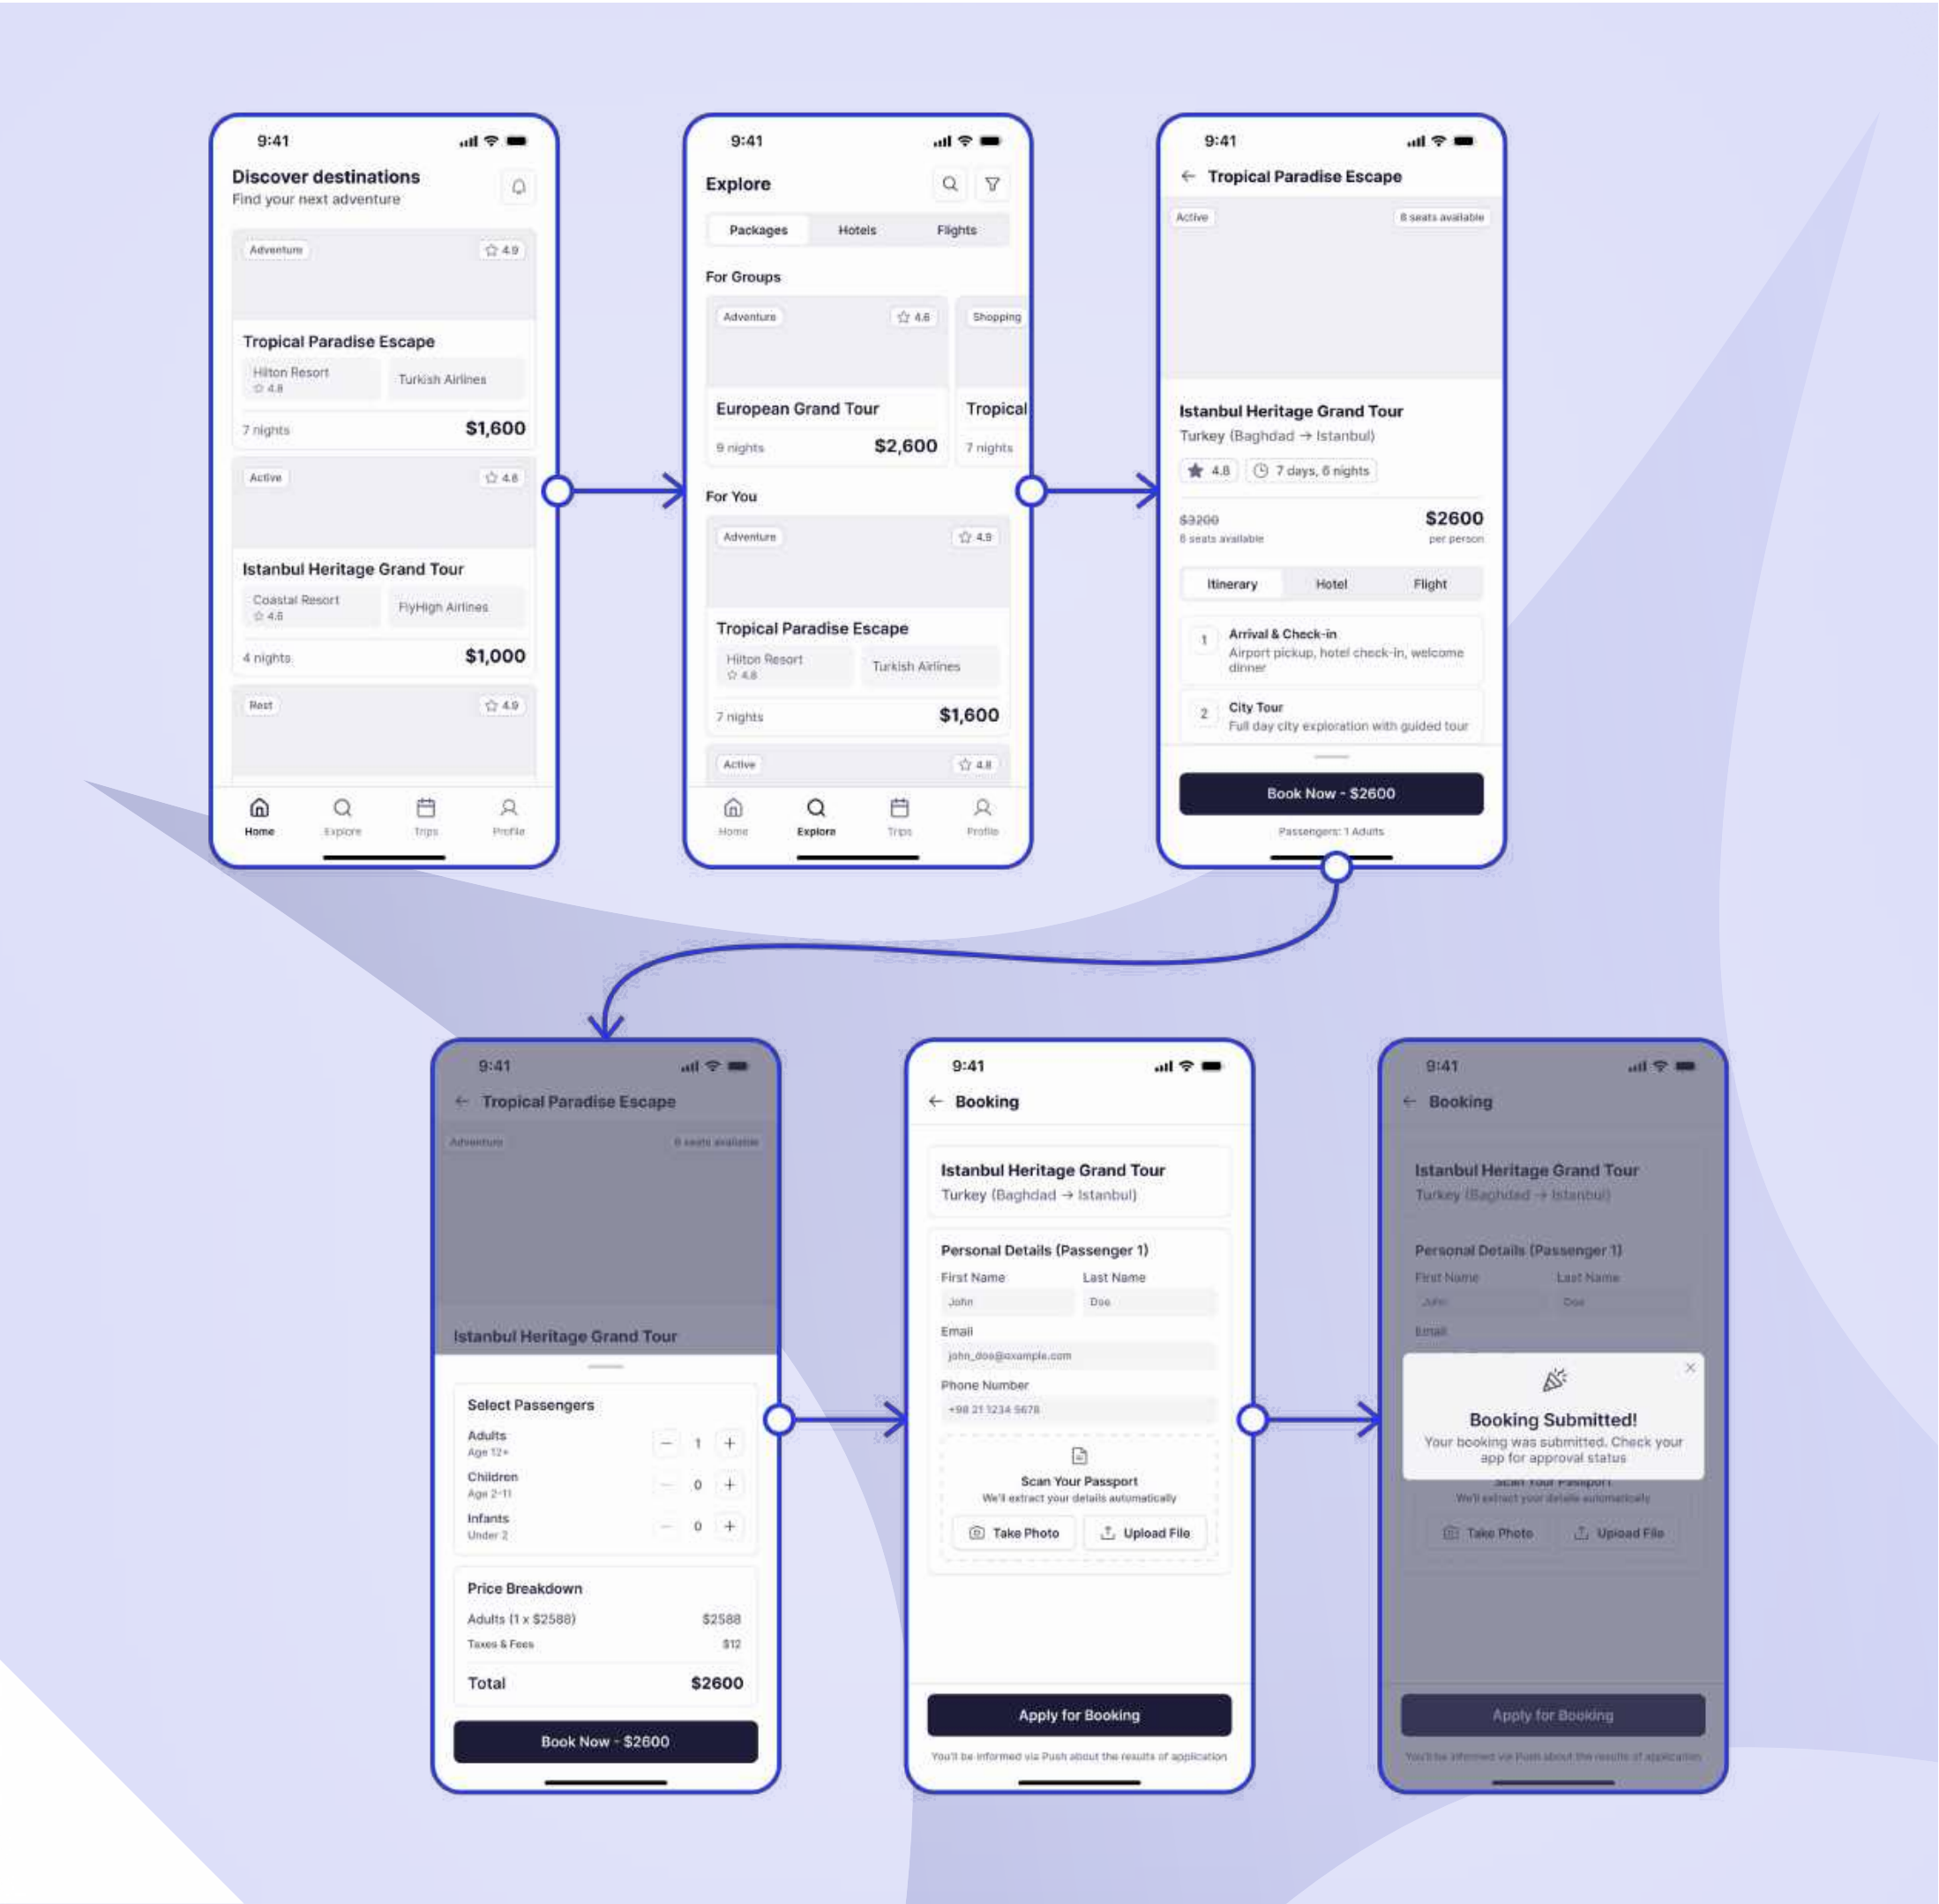 9:41
Discover destinations
Find your next adventure
Adventure
4.9
Tropical Paradise Escape
Hilton Resort
4.8
Turkish Airlines
7 nights
$1,600
Active
4.8
Istanbul Heritage Grand Tour
Coastal Resort
4.6
FlyHigh Airlines
4 nights
$1,000
Rest
4.9
Home
Explore
Trips
Profile
9:41
Explore
Packages
Hotels
Flights
For Groups
Adventure
4.6
Shopping
European Grand Tour
Tropical
9 nights
$2,600
7 nights
For You
Adventure
4.9
Tropical Paradise Escape
Hilton Resort
4.8
Turkish Airlines
7 nights
$1,600
Active
4.8
Home
Explore
Trips
Profile
9:41
← Tropical Paradise Escape
Active
6 seats available
Istanbul Heritage Grand Tour
Turkey (Baghdad → Istanbul)
4.8
7 days, 6 nights
$3200
$2600
6 seats available
per person
Itinerary
Hotel
Flight
1
Arrival & Check-in
Airport pickup, hotel check-in, welcome
dinner
2
City Tour
Full day city exploration with guided tour
Book Now - $2600
Passengers: 1 Adults
9:41
← Tropical Paradise Escape
Adventure
6 seats available
Istanbul Heritage Grand Tour
Select Passengers
Adults
Age 12+
− 1 +
Children
Age 2-11
− 0 +
Infants
Under 2
− 0 +
Price Breakdown
Adults (1 x $2588)
$2588
Taxes & Fees
$12
Total
$2600
Book Now - $2600
9:41
← Booking
Istanbul Heritage Grand Tour
Turkey (Baghdad → Istanbul)
Personal Details (Passenger 1)
First Name
Last Name
John
Doe
Email
john_doe@example.com
Phone Number
+98 21 1234 5678
Scan Your Passport
We'll extract your details automatically
Take Photo
Upload File
Apply for Booking
You'll be informed via Push about the results of application
9:41
← Booking
Istanbul Heritage Grand Tour
Turkey (Baghdad → Istanbul)
Personal Details (Passenger 1)
First Name
Last Name
John
Doe
Email
Booking Submitted!
Your booking was submitted. Check your
app for approval status
Scan Your Passport
We'll extract your details automatically
Take Photo
Upload File
Apply for Booking
You'll be informed via Push about the results of application